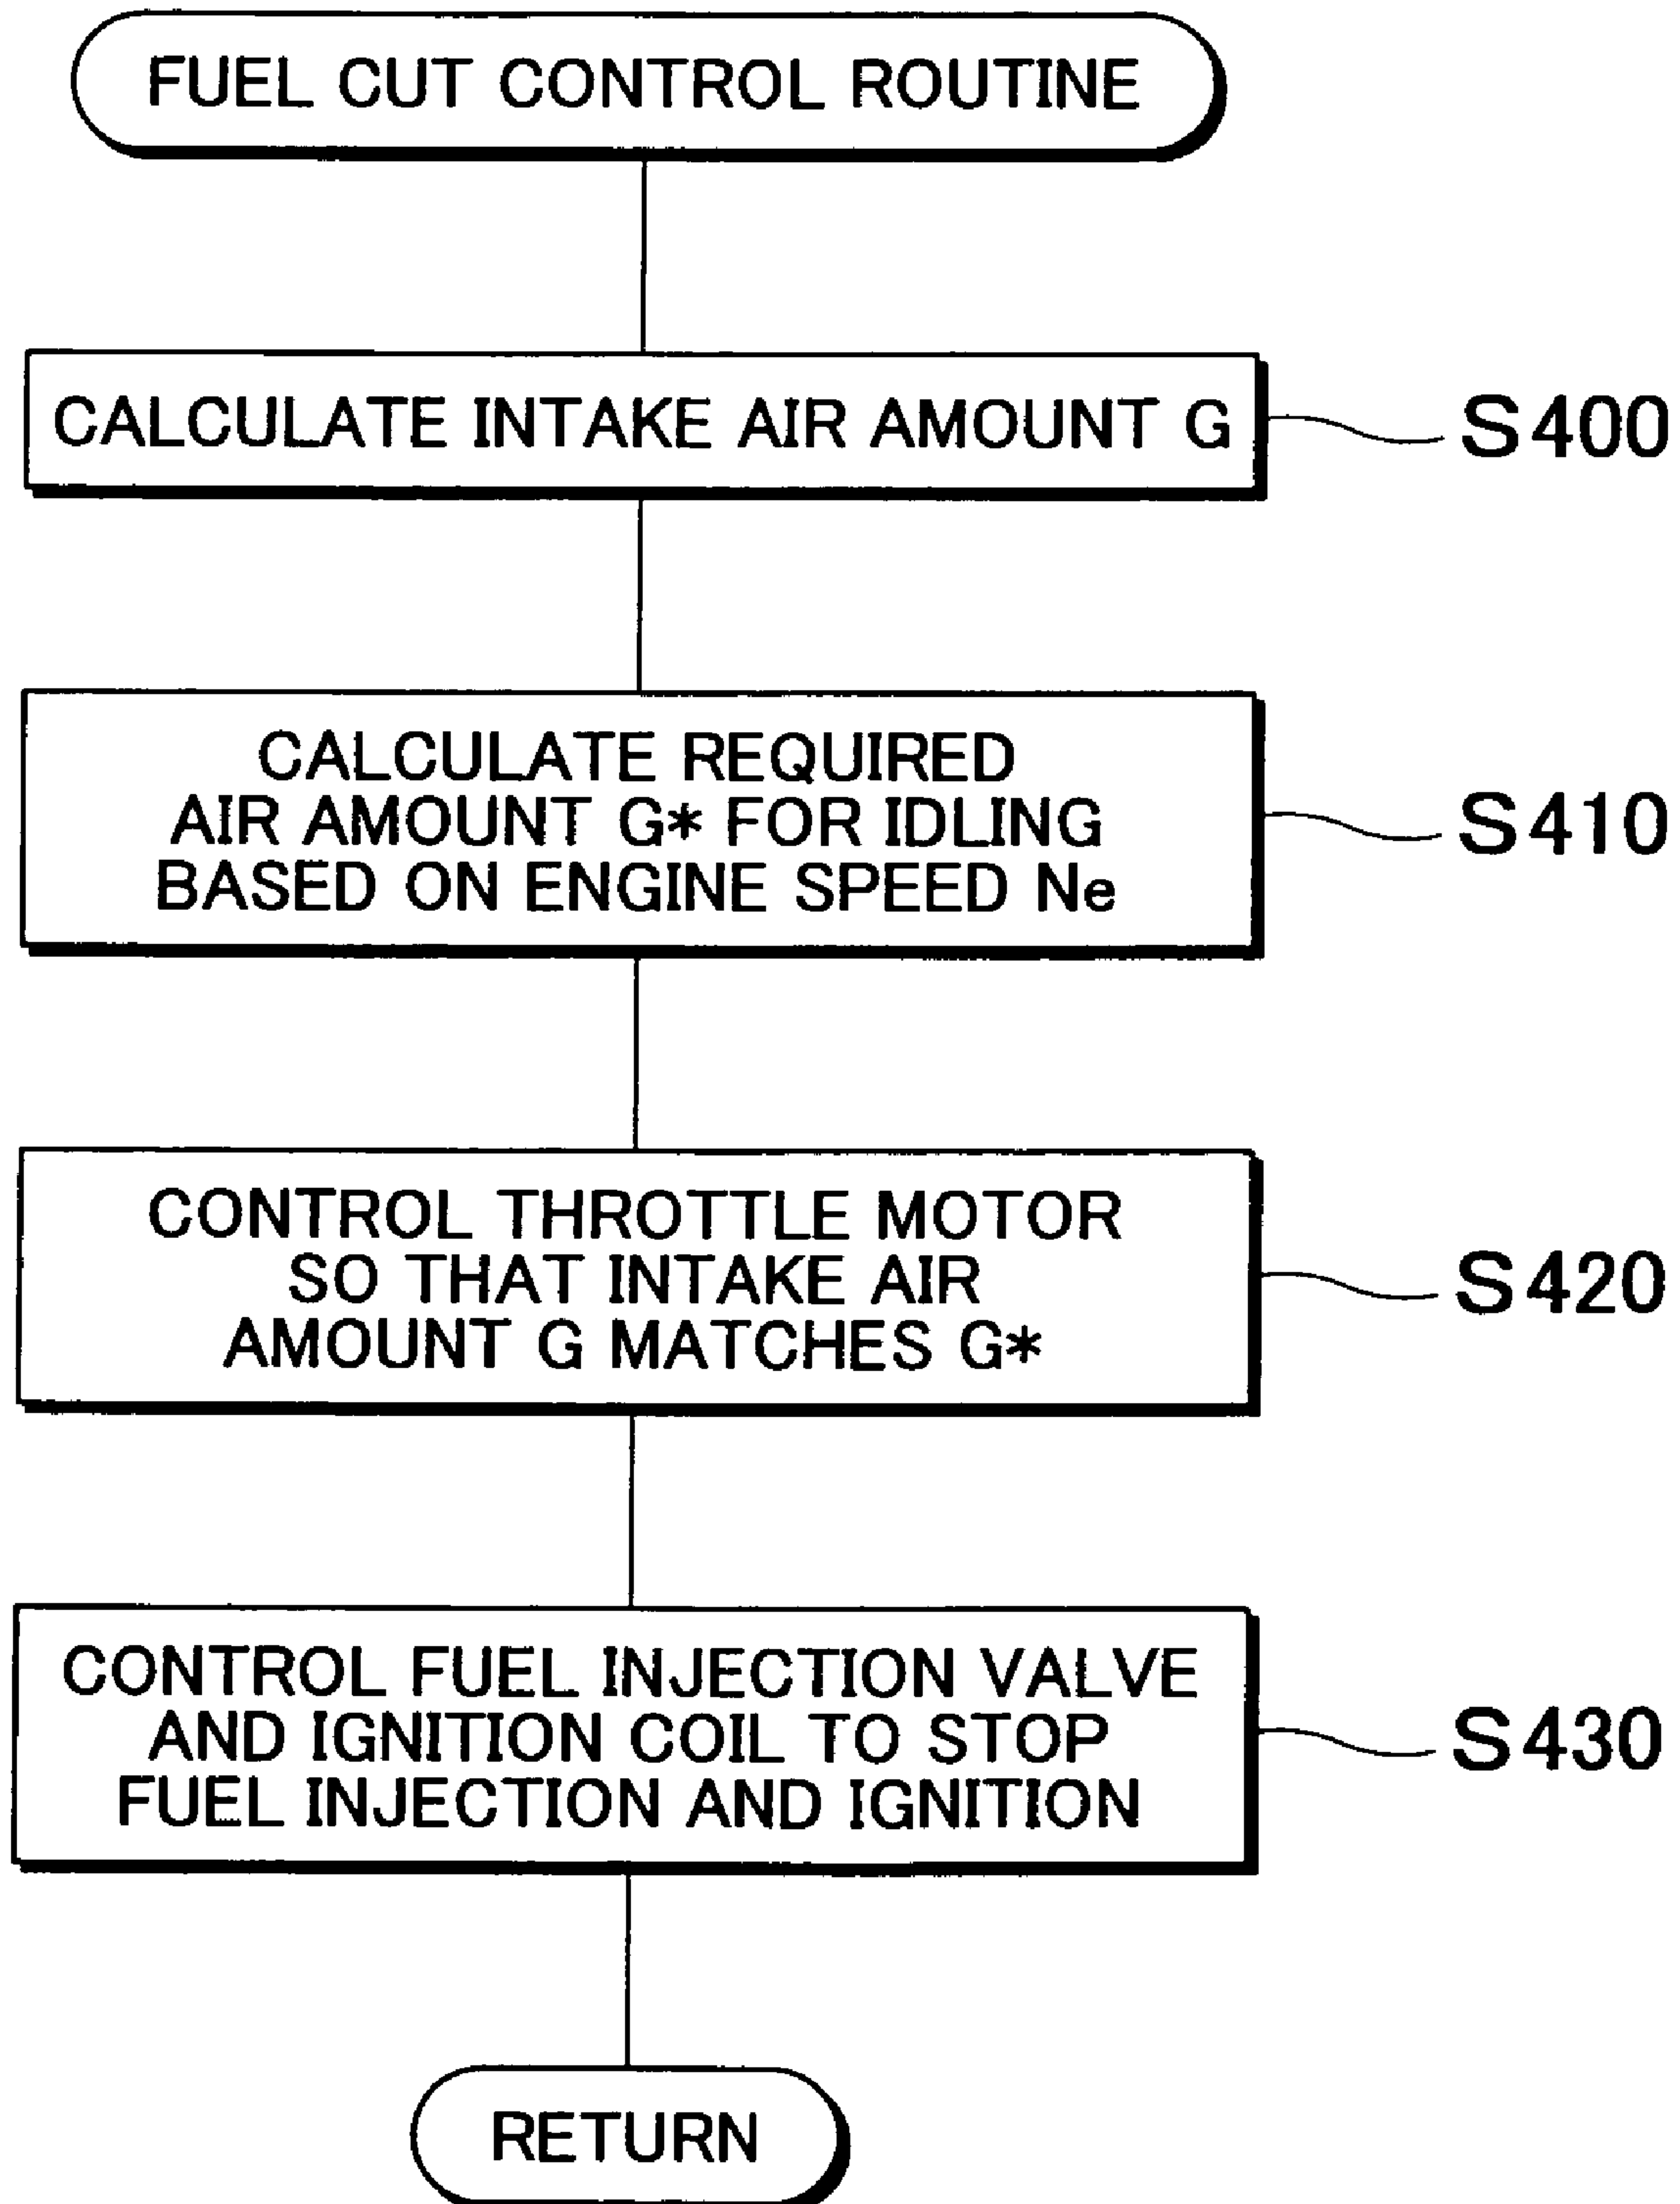 FUEL CUT CONTROL ROUTINE
CALCULATE INTAKE AIR AMOUNT G
S400
CALCULATE REQUIRED
AIR AMOUNT G* FOR IDLING
BASED ON ENGINE SPEED Ne
S410
CONTROL THROTTLE MOTOR
SO THAT INTAKE AIR
AMOUNT G MATCHES G*
S420
CONTROL FUEL INJECTION VALVE
AND IGNITION COIL TO STOP
FUEL INJECTION AND IGNITION
S430
RETURN